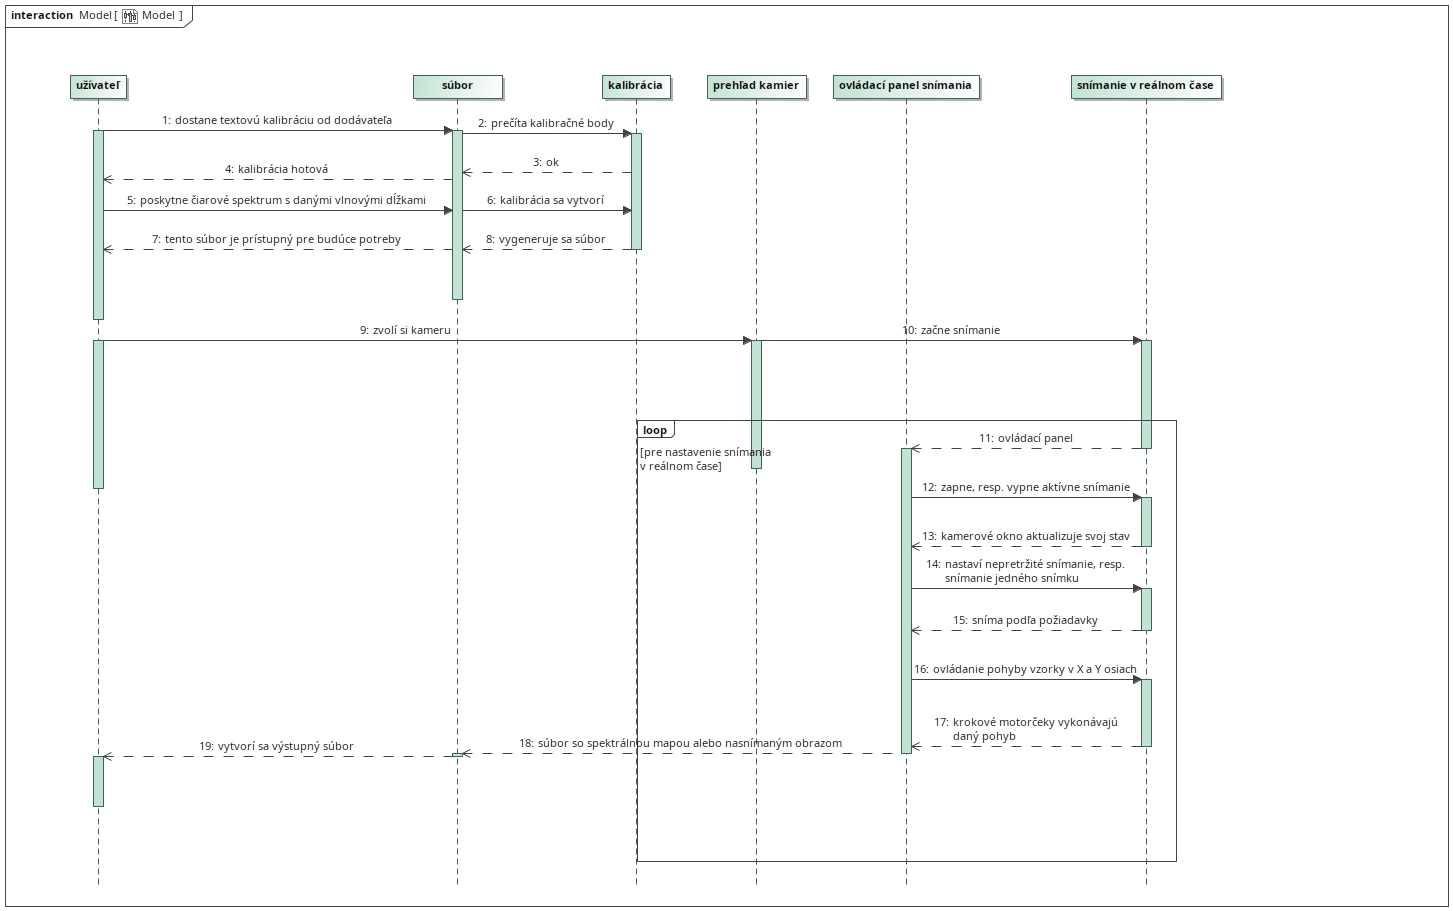 interaction Model [ Model ]
užívateľ
súbor
kalibrácia
prehľad kamier
ovládací panel snímania
snímanie v reálnom čase
1: dostane textovú kalibráciu od dodávateľa
2: prečíta kalibračné body
3: ok
4: kalibrácia hotová
5: poskytne čiarové spektrum s danými vlnovými dĺžkami
6: kalibrácia sa vytvorí
7: tento súbor je prístupný pre budúce potreby
8: vygeneruje sa súbor
9: zvolí si kameru
10: začne snímanie
loop
[pre nastavenie snímania
v reálnom čase]
11: ovládací panel
12: zapne, resp. vypne aktívne snímanie
13: kamerové okno aktualizuje svoj stav
14: nastaví nepretržité snímanie, resp.
snímanie jedného snímku
15: sníma podľa požiadavky
16: ovládanie pohyby vzorky v X a Y osiach
17: krokové motorčeky vykonávajú
daný pohyb
18: súbor so spektrálnou mapou alebo nasnímaným obrazom
19: vytvorí sa výstupný súbor